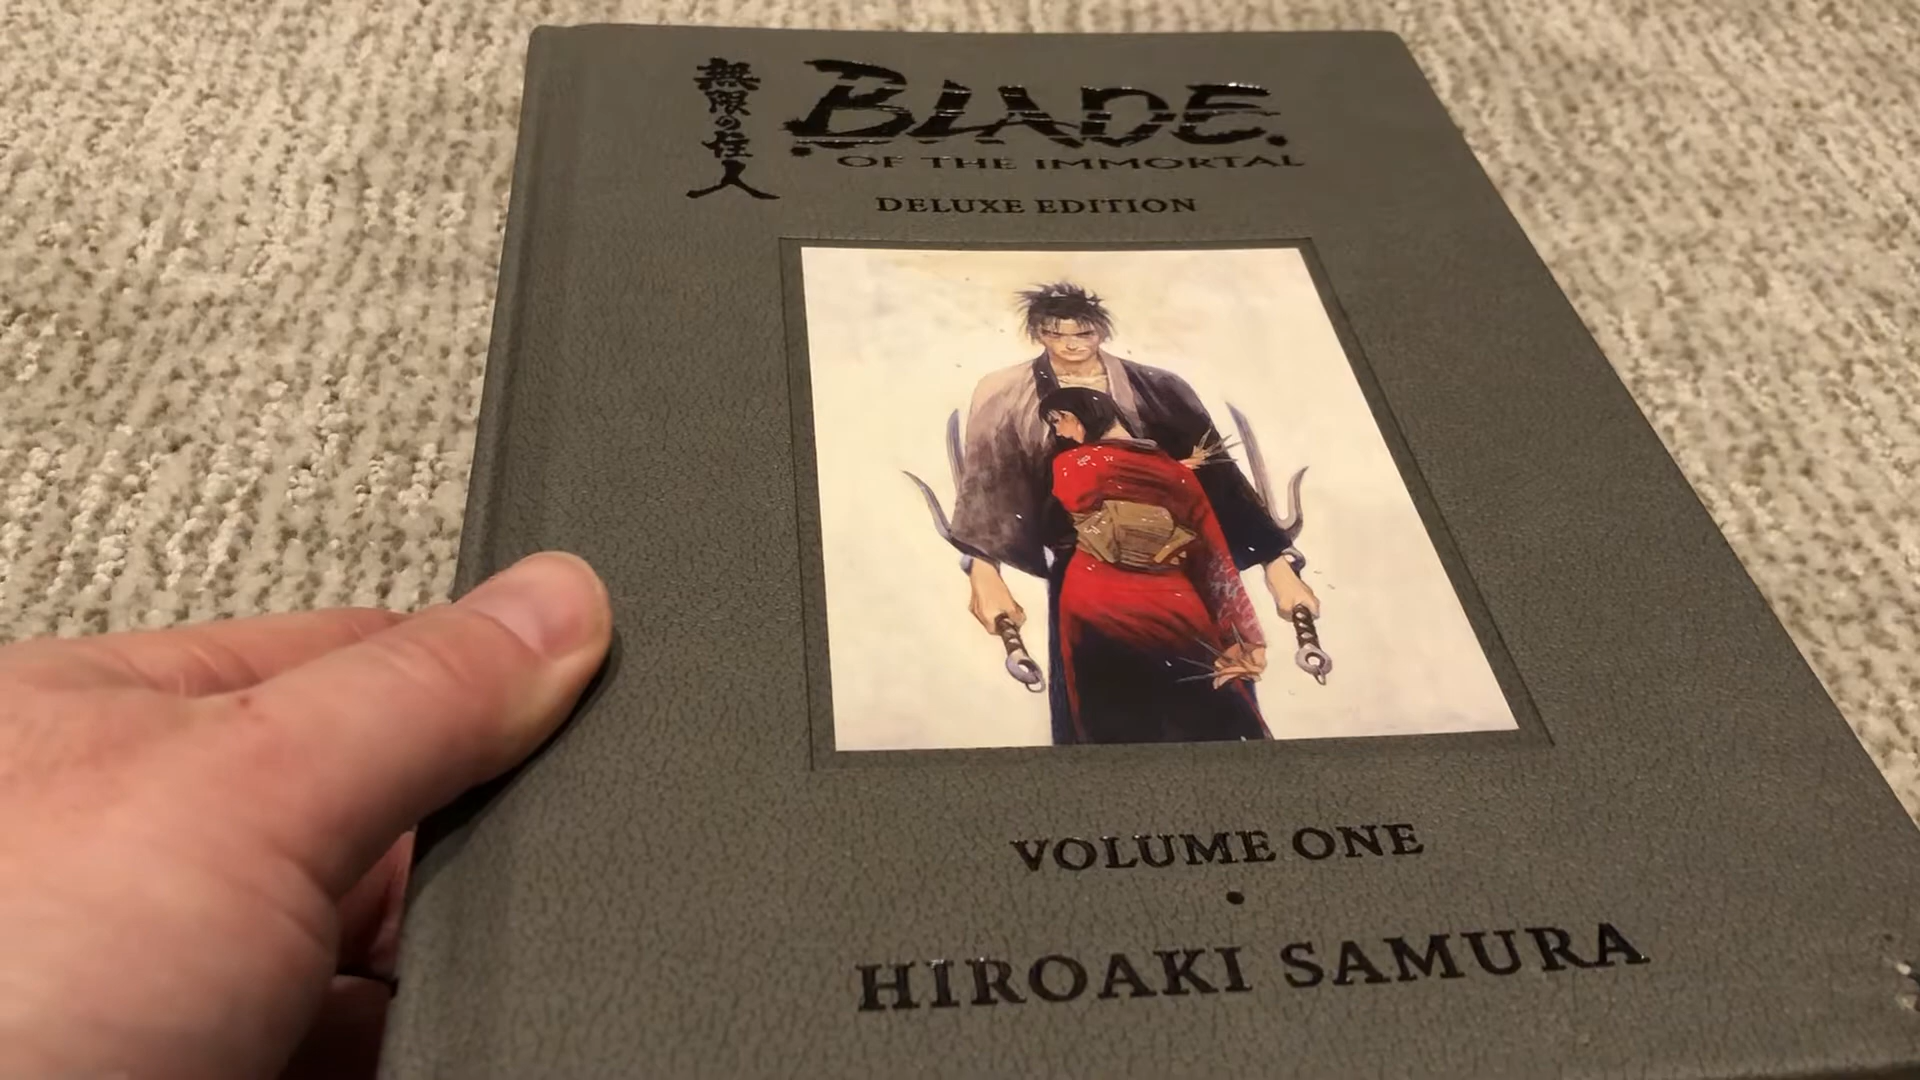 無限の住人
BLADE
OF THE IMMORTAL
DELUXE EDITION
VOLUME ONE
•
HIROAKI SAMURA